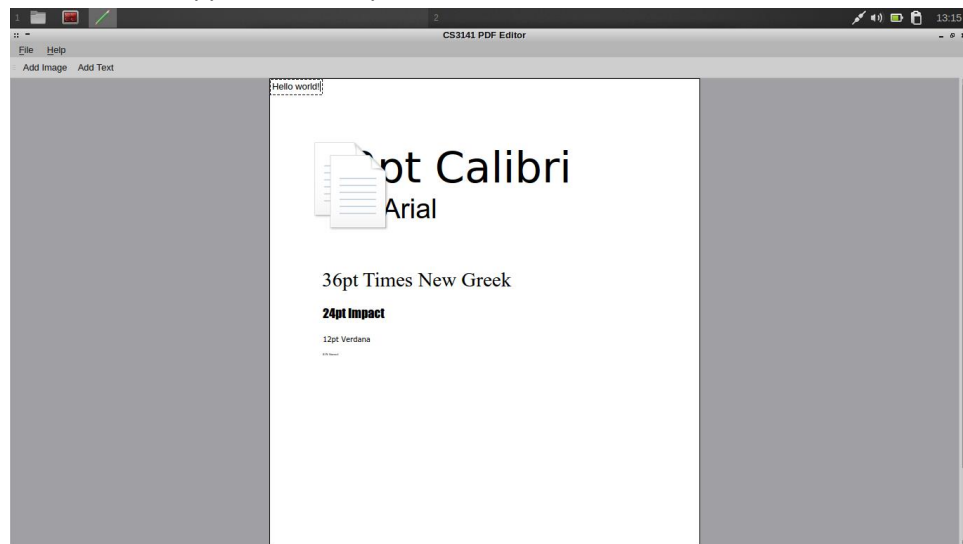 1
2
13:15
CS3141 PDF Editor
File Help
Add Image Add Text
Hello world!
pt Calibri
Arial
36pt Times New Greek
24pt Impact
12pt Verdana